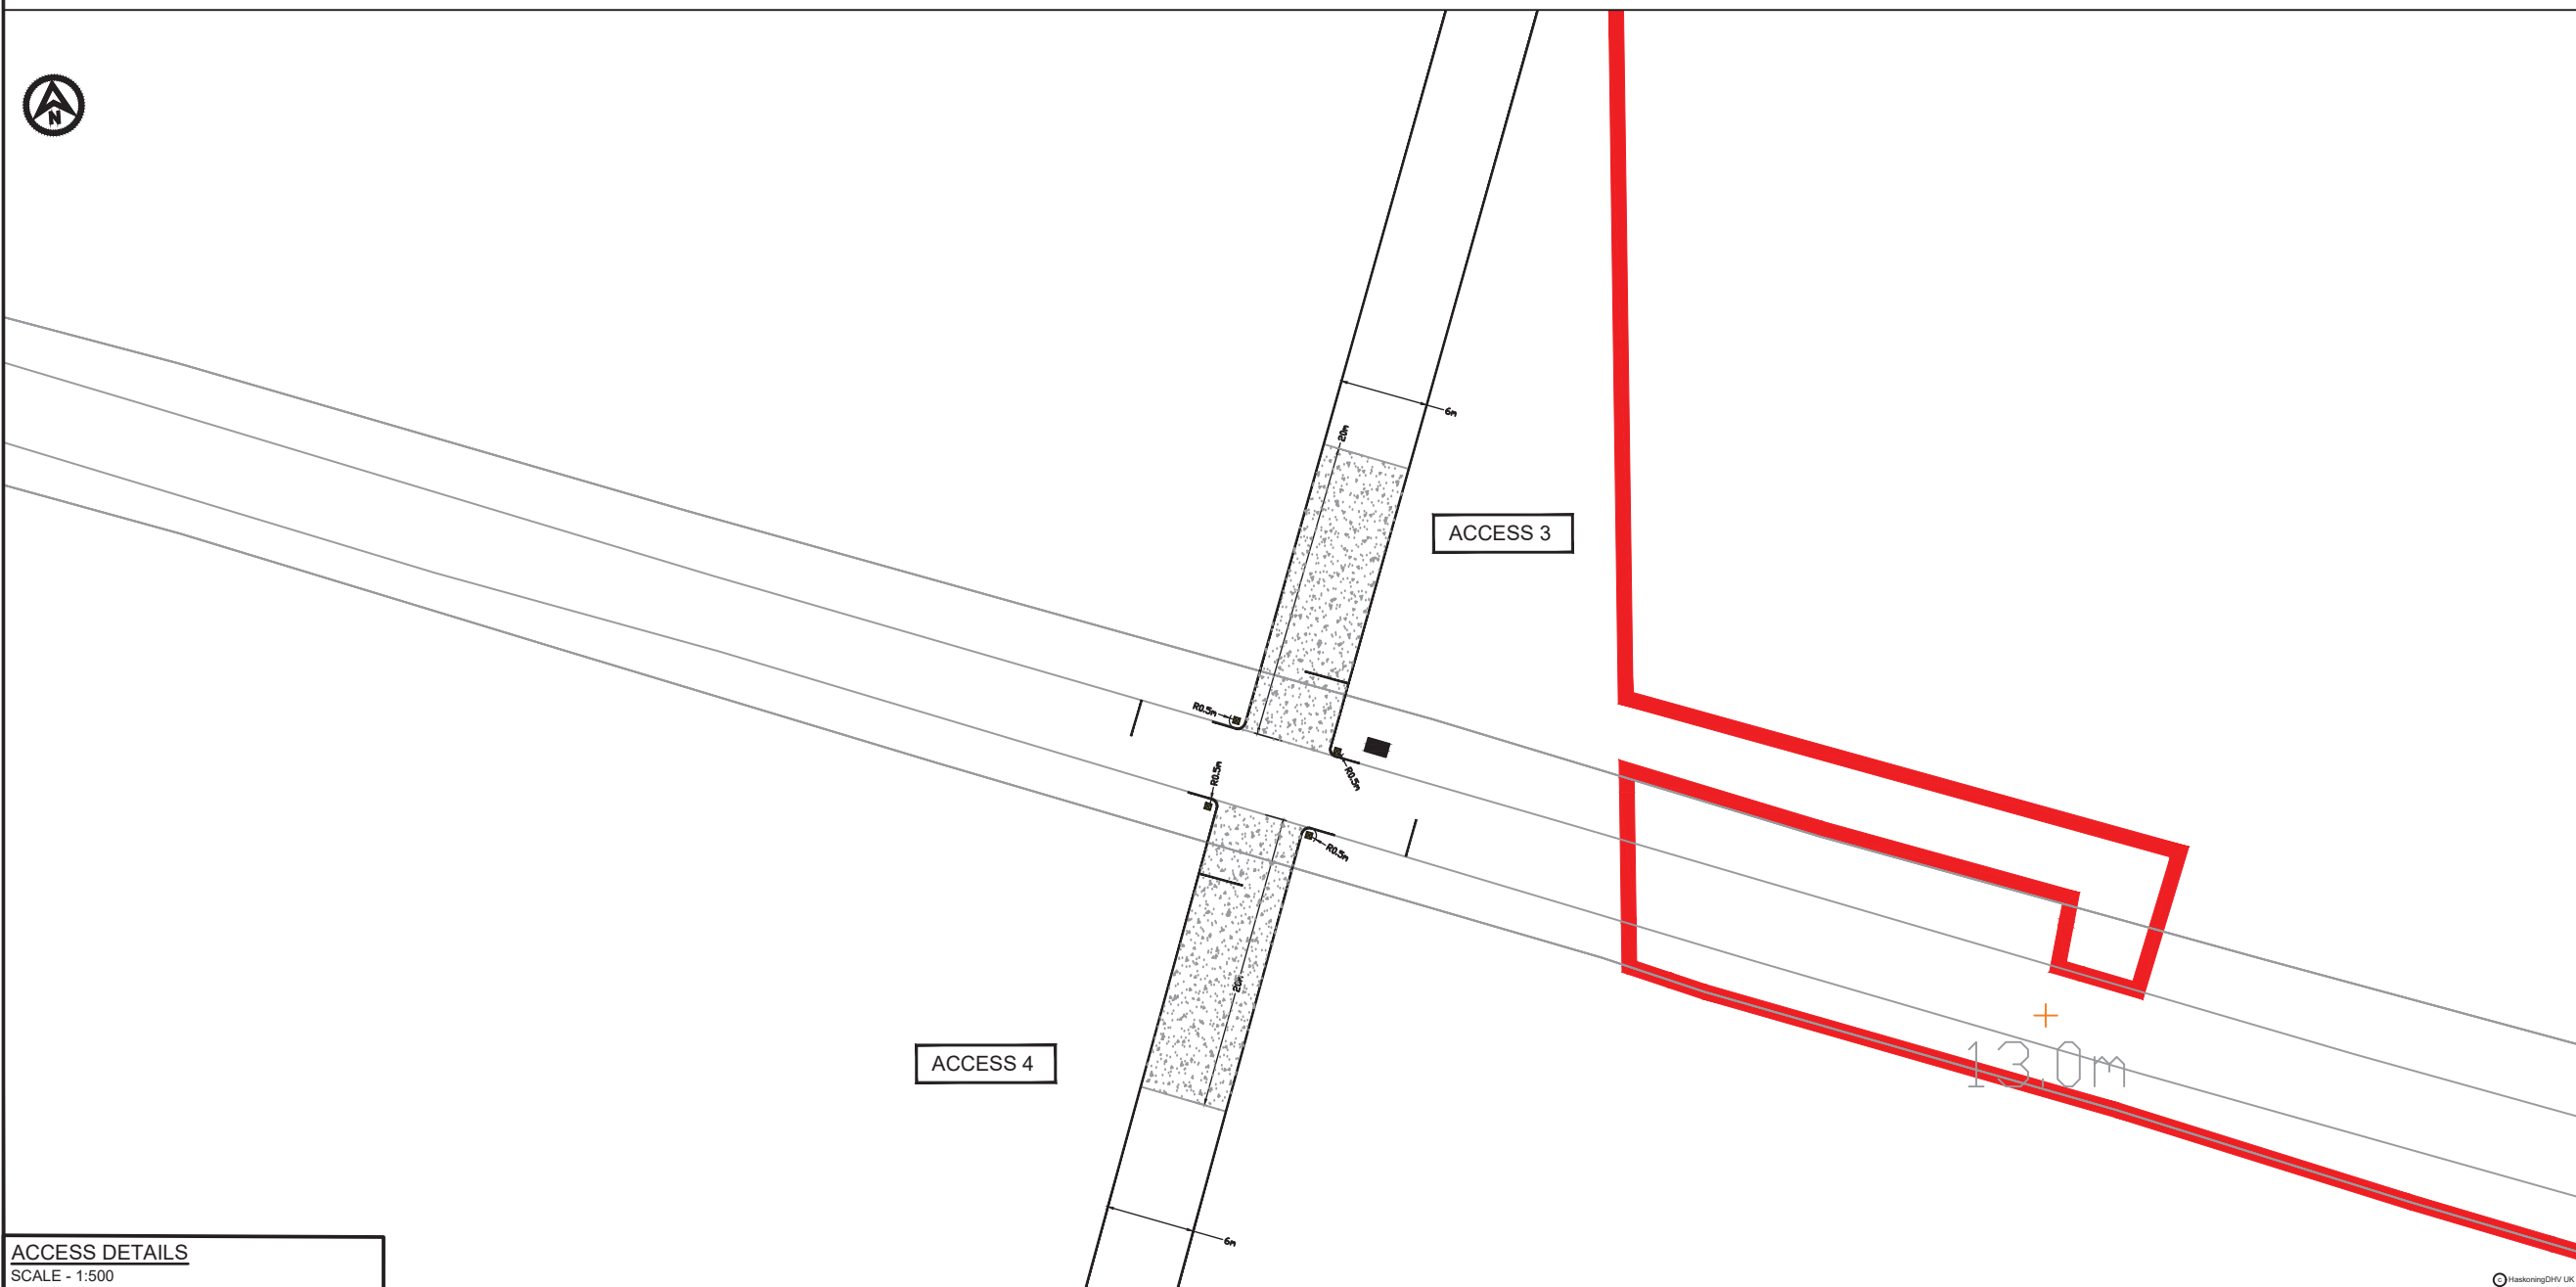 N
6m
20m
ACCESS 3
R0.5m
R0.5m
R0.5m
R0.5m
20m
13.0m
ACCESS 4
6m
ACCESS DETAILS
SCALE - 1:500
© HaskoningDHV UK